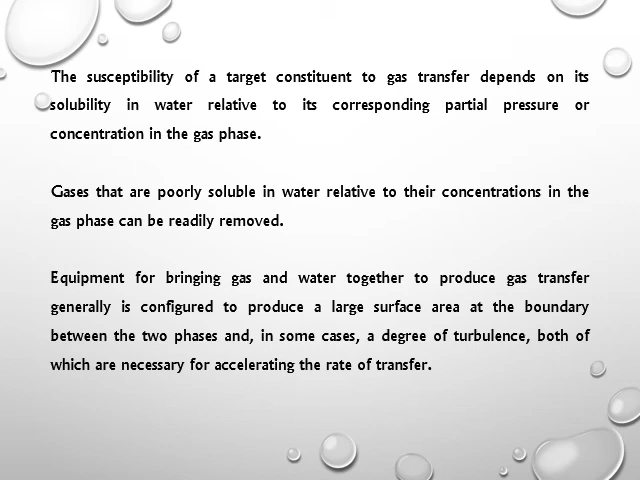 The susceptibility of a target constituent to gas transfer depends on its
solubility in water relative to its corresponding partial pressure or
concentration in the gas phase.
Gases that are poorly soluble in water relative to their concentrations in the
gas phase can be readily removed.
Equipment for bringing gas and water together to produce gas transfer
generally is configured to produce a large surface area at the boundary
between the two phases and, in some cases, a degree of turbulence, both of
which are necessary for accelerating the rate of transfer.